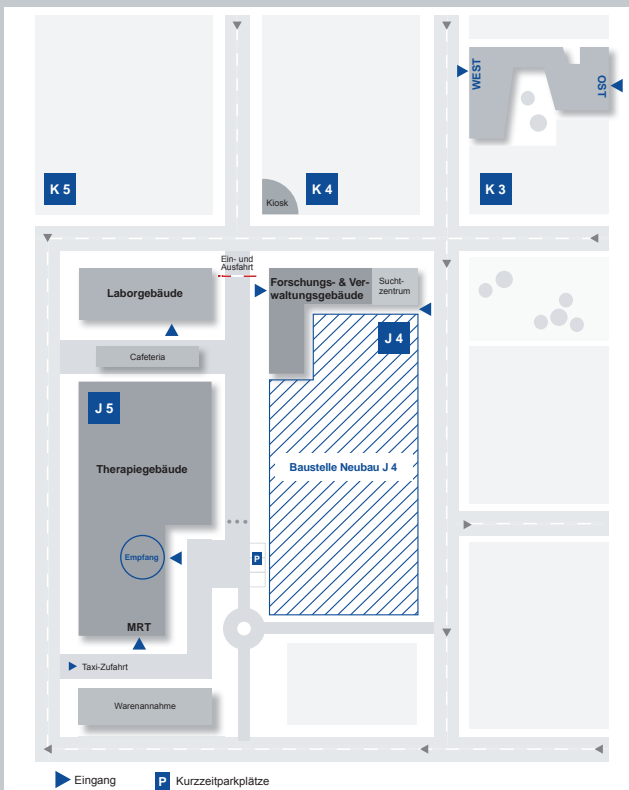 WEST
OST
K 5
K 4
K 3
Kiosk
Ein- und
Ausfahrt
Forschungs- & Ver-
waltungsgebäude
Sucht-
zentrum
Laborgebäude
J 4
Cafeteria
J 5
Therapiegebäude
Baustelle Neubau J 4
Empfang
P
MRT
Taxi-Zufahrt
Warenannahme
Eingang
P Kurzzeitparkplätze